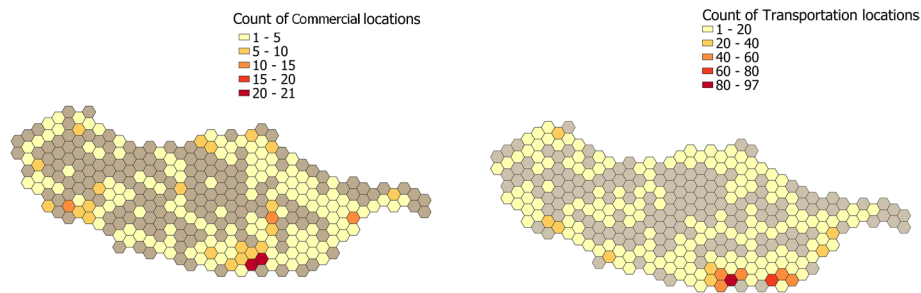 Count of Commercial locations
1 - 5
5 - 10
10 - 15
15 - 20
20 - 21
Count of Transportation locations
1 - 20
20 - 40
40 - 60
60 - 80
80 - 97